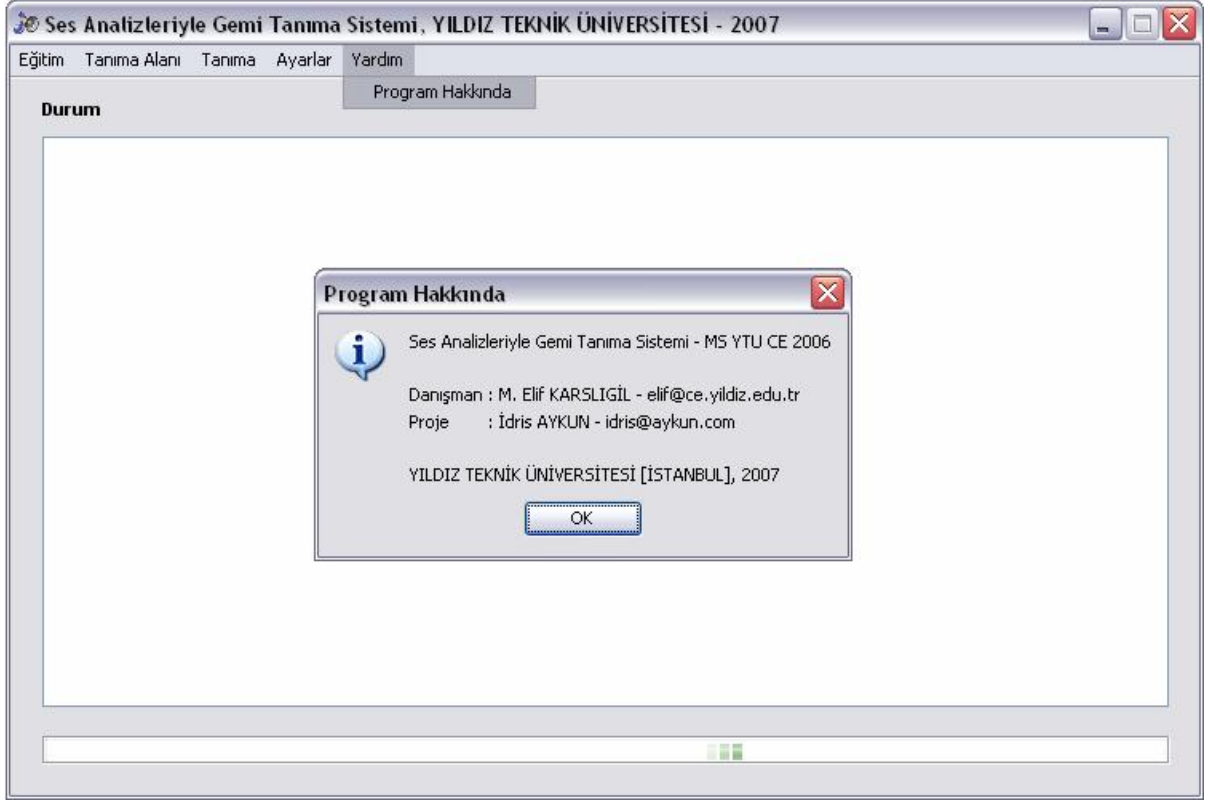 Ses Analizleriyle Gemi Tanıma Sistemi, YILDIZ TEKNİK ÜNİVERSİTESİ - 2007
Eğitim Tanıma Alanı Tanıma Ayarlar Yardım
Program Hakkında
Durum
Program Hakkında
Ses Analizleriyle Gemi Tanıma Sistemi - MS YTU CE 2006
Danışman : M. Elif KARSLIGİL - elif@ce.yildiz.edu.tr
Proje : İdris AYKUN - idris@aykun.com
YILDIZ TEKNİK ÜNİVERSİTESİ [İSTANBUL], 2007
OK